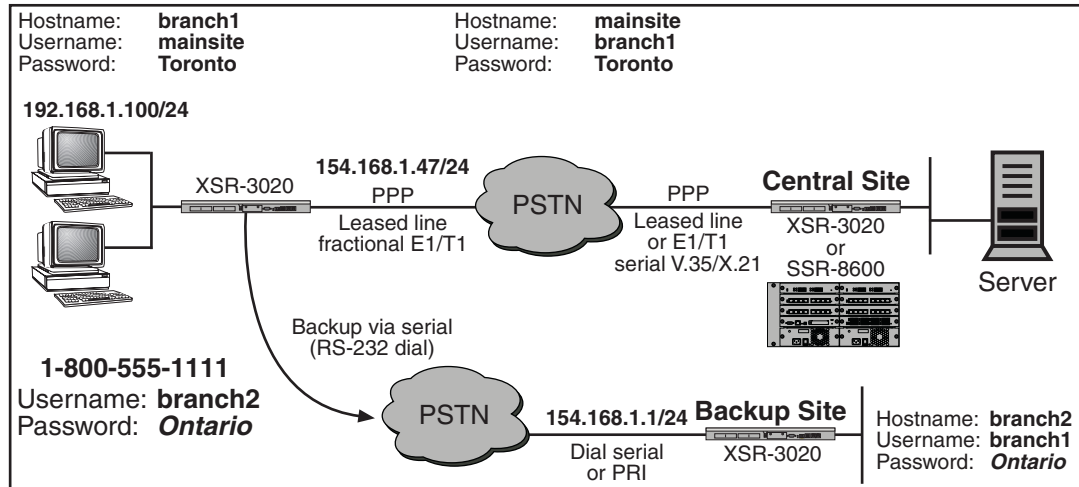 Hostname: branch1
Username: mainsite
Password: Toronto
Hostname: mainsite
Username: branch1
Password: Toronto
192.168.1.100/24
XSR-3020
154.168.1.47/24
PPP
Leased line
fractional E1/T1
PSTN
PPP
Leased line
or E1/T1
serial V.35/X.21
Central Site
XSR-3020
or
SSR-8600
Server
Backup via serial
(RS-232 dial)
1-800-555-1111
Username: branch2
Password: Ontario
PSTN
154.168.1.1/24
Dial serial
or PRI
Backup Site
XSR-3020
Hostname: branch2
Username: branch1
Password: Ontario